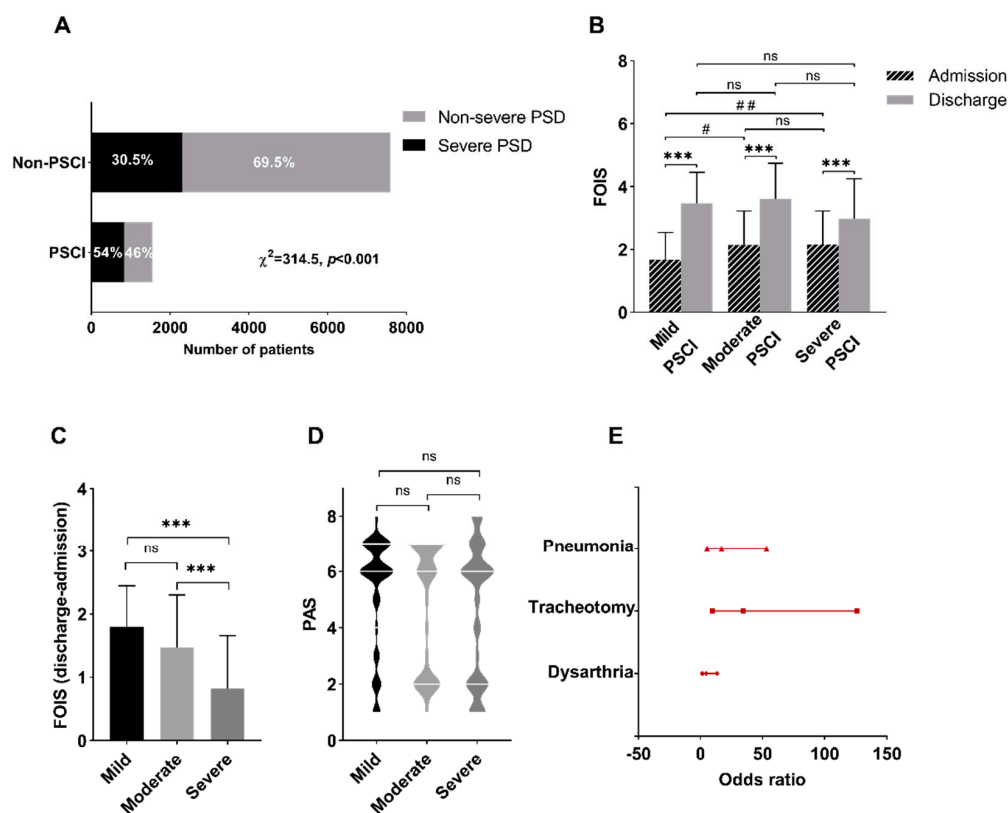 A
Non-severe PSD
Severe PSD
Non-PSCI
30.5%
69.5%
PSCI
54%
46%
χ²=314.5, p<0.001
0
2000
4000
6000
8000
Number of patients
B
Admission
Discharge
ns
ns
ns
# #
#
ns
***
***
***
8
6
4
2
0
FOIS
Mild PSCI
Moderate PSCI
Severe PSCI
C
FOIS (discharge-admission)
4
3
2
1
0
***
ns
***
Mild
Moderate
Severe
D
PAS
8
6
4
2
0
ns
ns
ns
Mild
Moderate
Severe
E
Pneumonia
Tracheotomy
Dysarthria
-50
0
50
100
150
Odds ratio